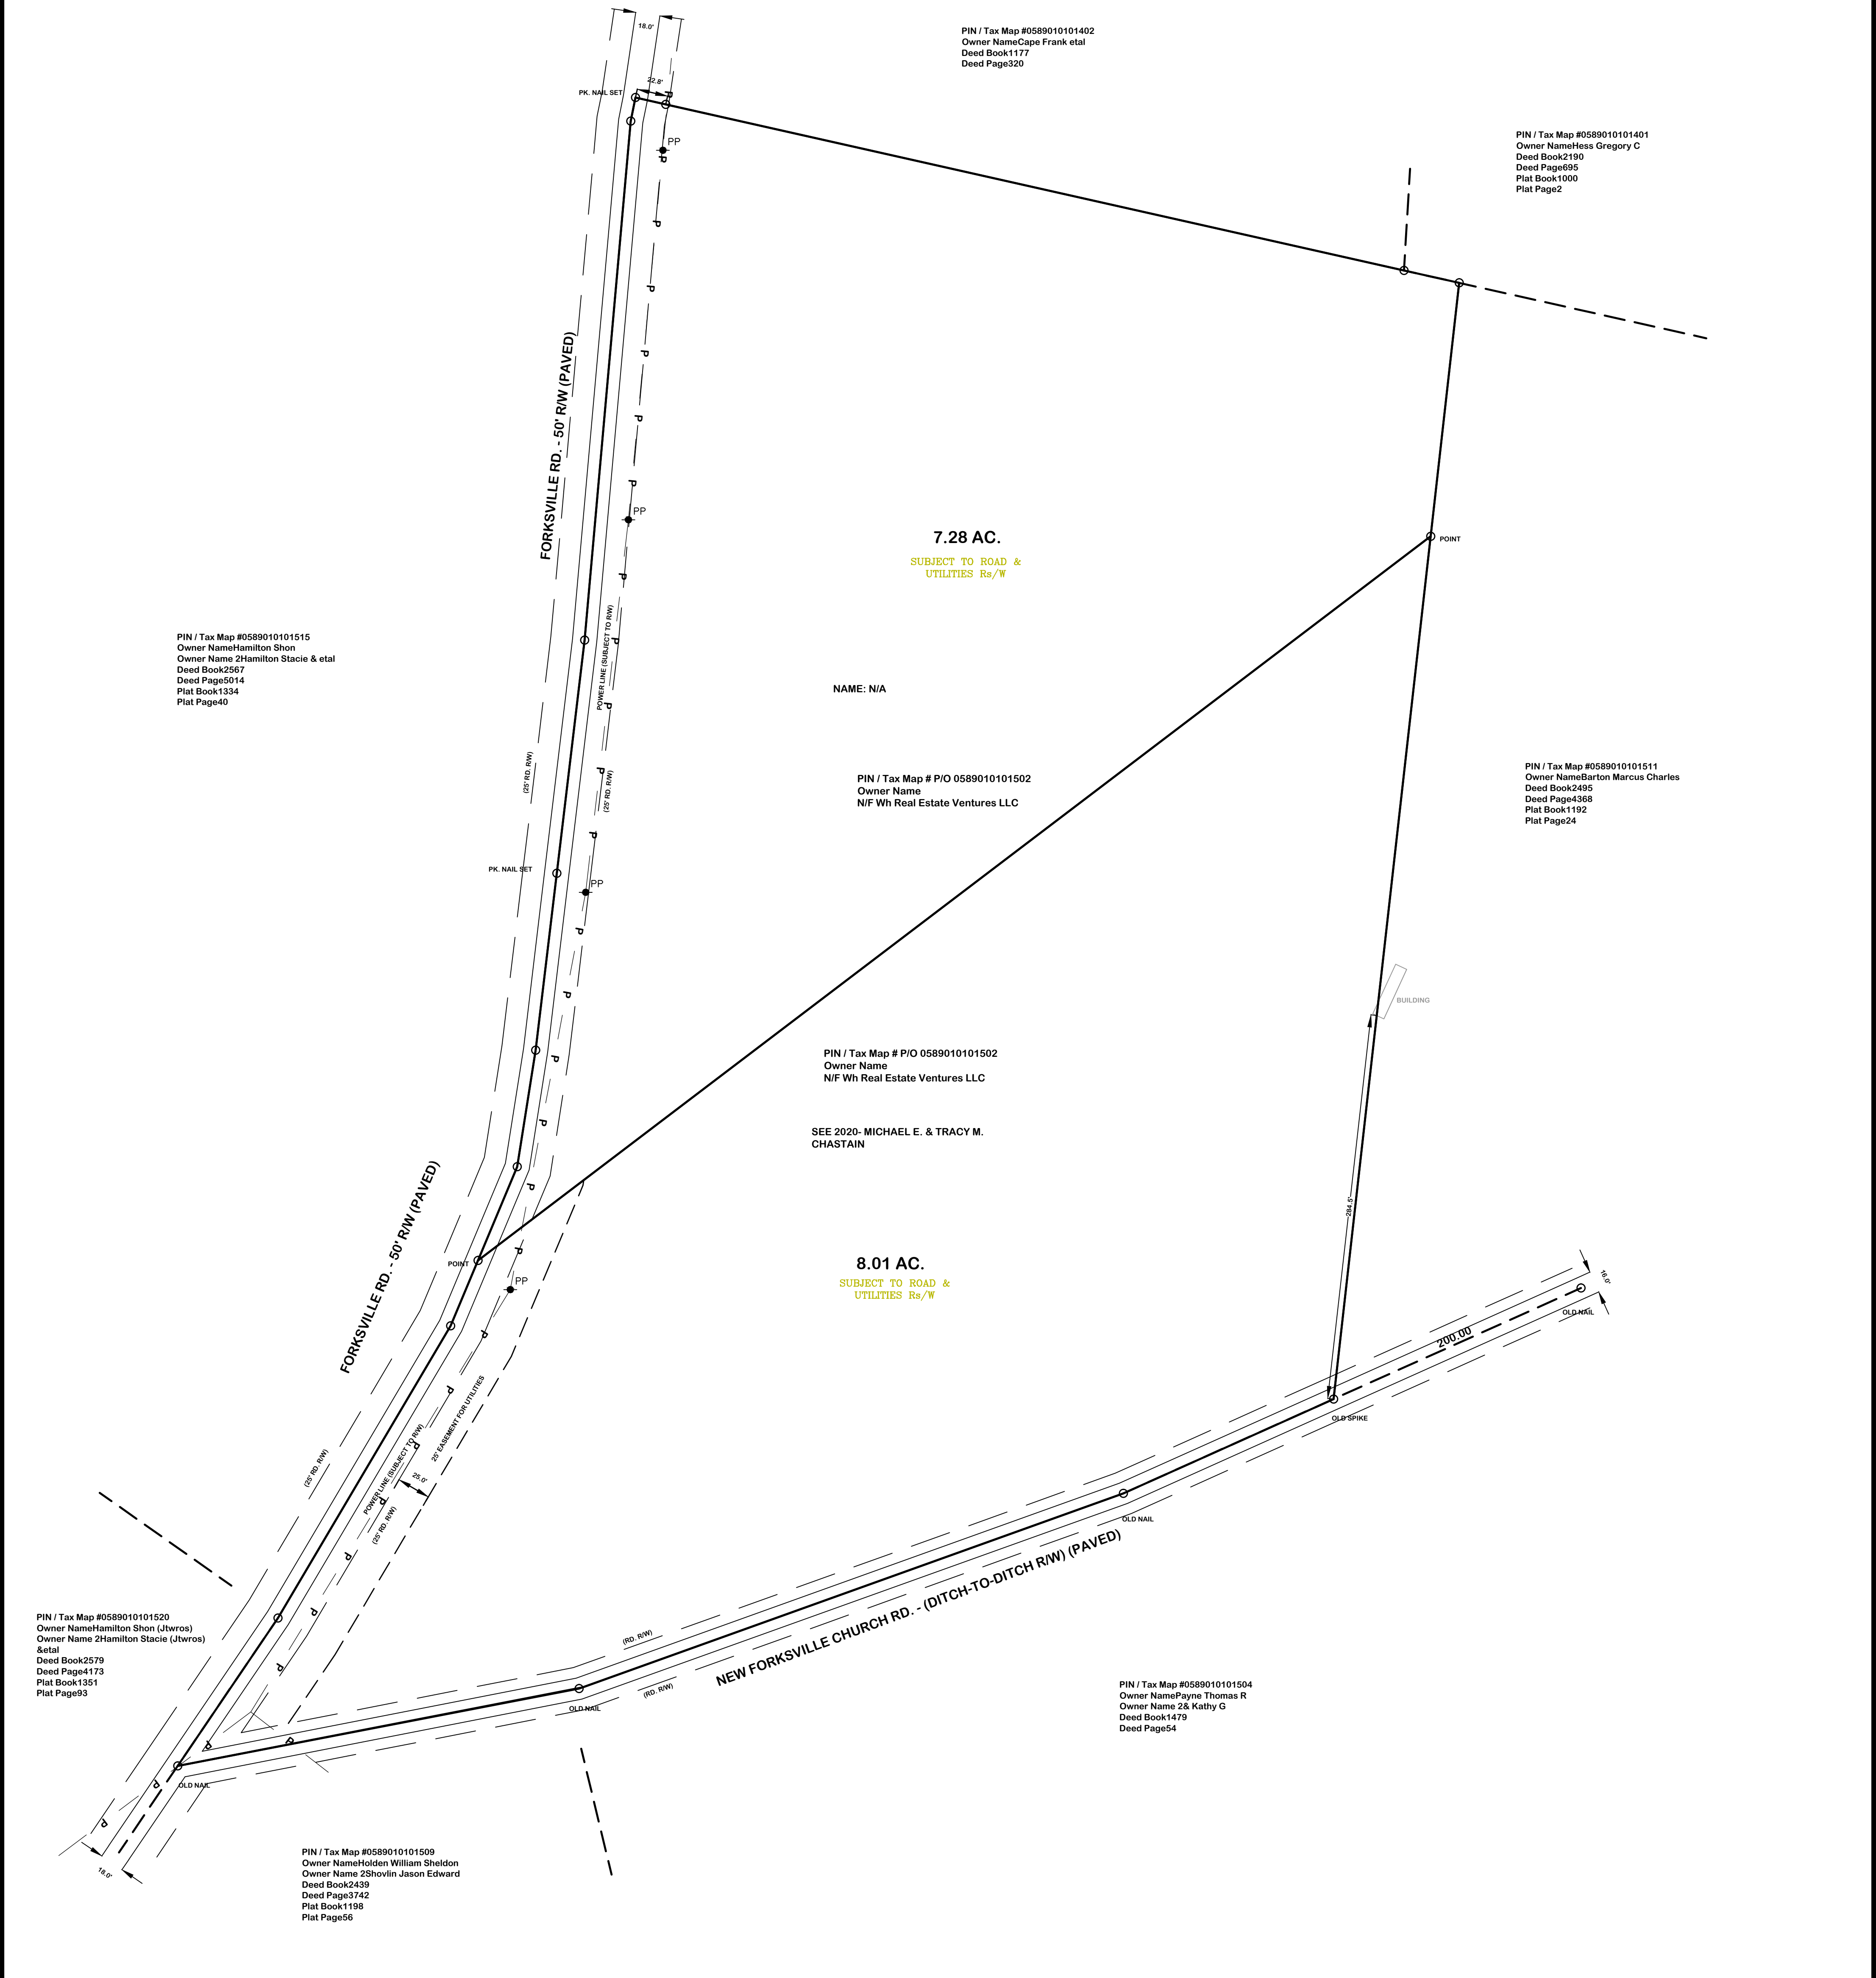 18.0'
PIN / Tax Map #0589010101402
Owner NameCape Frank etal
Deed Book1177
Deed Page320
22.8'
PK. NAIL SET
P
PP
PIN / Tax Map #0589010101401
Owner NameHess Gregory C
Deed Book2190
Deed Page695
Plat Book1000
Plat Page2
P
P
P
P
P
P
FORKSVILLE RD. - 50' R/W (PAVED)
PP
7.28 AC.
SUBJECT TO ROAD &
UTILITIES Rs/W
POINT
P
P
POWER LINE (SUBJECT TO R/W)
PIN / Tax Map #0589010101515
Owner NameHamilton Shon
Owner Name 2Hamilton Stacie & etal
Deed Book2567
Deed Page5014
Plat Book1334
Plat Page40
NAME: N/A
P
(25' RD. R/W)
P
(25' RD. R/W)
PIN / Tax Map # P/O 0589010101502
Owner Name
N/F Wh Real Estate Ventures LLC
PIN / Tax Map #0589010101511
Owner NameBarton Marcus Charles
Deed Book2495
Deed Page4368
Plat Book1192
Plat Page24
P
PK. NAIL SET
PP
P
P
BUILDING
P
PIN / Tax Map # P/O 0589010101502
Owner Name
N/F Wh Real Estate Ventures LLC
P
SEE 2020- MICHAEL E. & TRACY M.
CHASTAIN
P
284.5'
FORKSVILLE RD. - 50' R/W (PAVED)
P
POINT
PP
8.01 AC.
SUBJECT TO ROAD &
UTILITIES Rs/W
16.0'
OLD NAIL
200.00
P
P
25' EASEMENT FOR UTILITIES
OLD SPIKE
P
POWER LINE (SUBJECT TO R/W)
(25' RD. R/W)
25.0'
P
(25' RD. R/W)
OLD NAIL
P
NEW FORKSVILLE CHURCH RD. - (DITCH-TO-DITCH R/W) (PAVED)
P
PIN / Tax Map #0589010101520
Owner NameHamilton Shon (Jtwros)
Owner Name 2Hamilton Stacie (Jtwros)
&etal
Deed Book2579
Deed Page4173
Plat Book1351
Plat Page93
(RD. R/W)
P
(RD. R/W)
OLD NAIL
PIN / Tax Map #0589010101504
Owner NamePayne Thomas R
Owner Name 2& Kathy G
Deed Book1479
Deed Page54
P
P
P
OLD NAIL
P
18.0'
PIN / Tax Map #0589010101509
Owner NameHolden William Sheldon
Owner Name 2Shovlin Jason Edward
Deed Book2439
Deed Page3742
Plat Book1198
Plat Page56